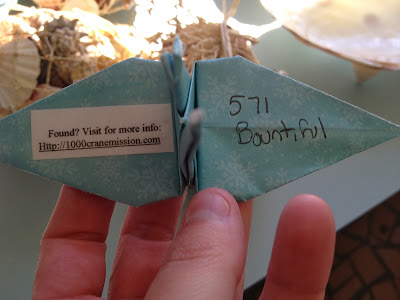 Found? Visit for more info:
Http://1000cranemission.com
571
Bountiful